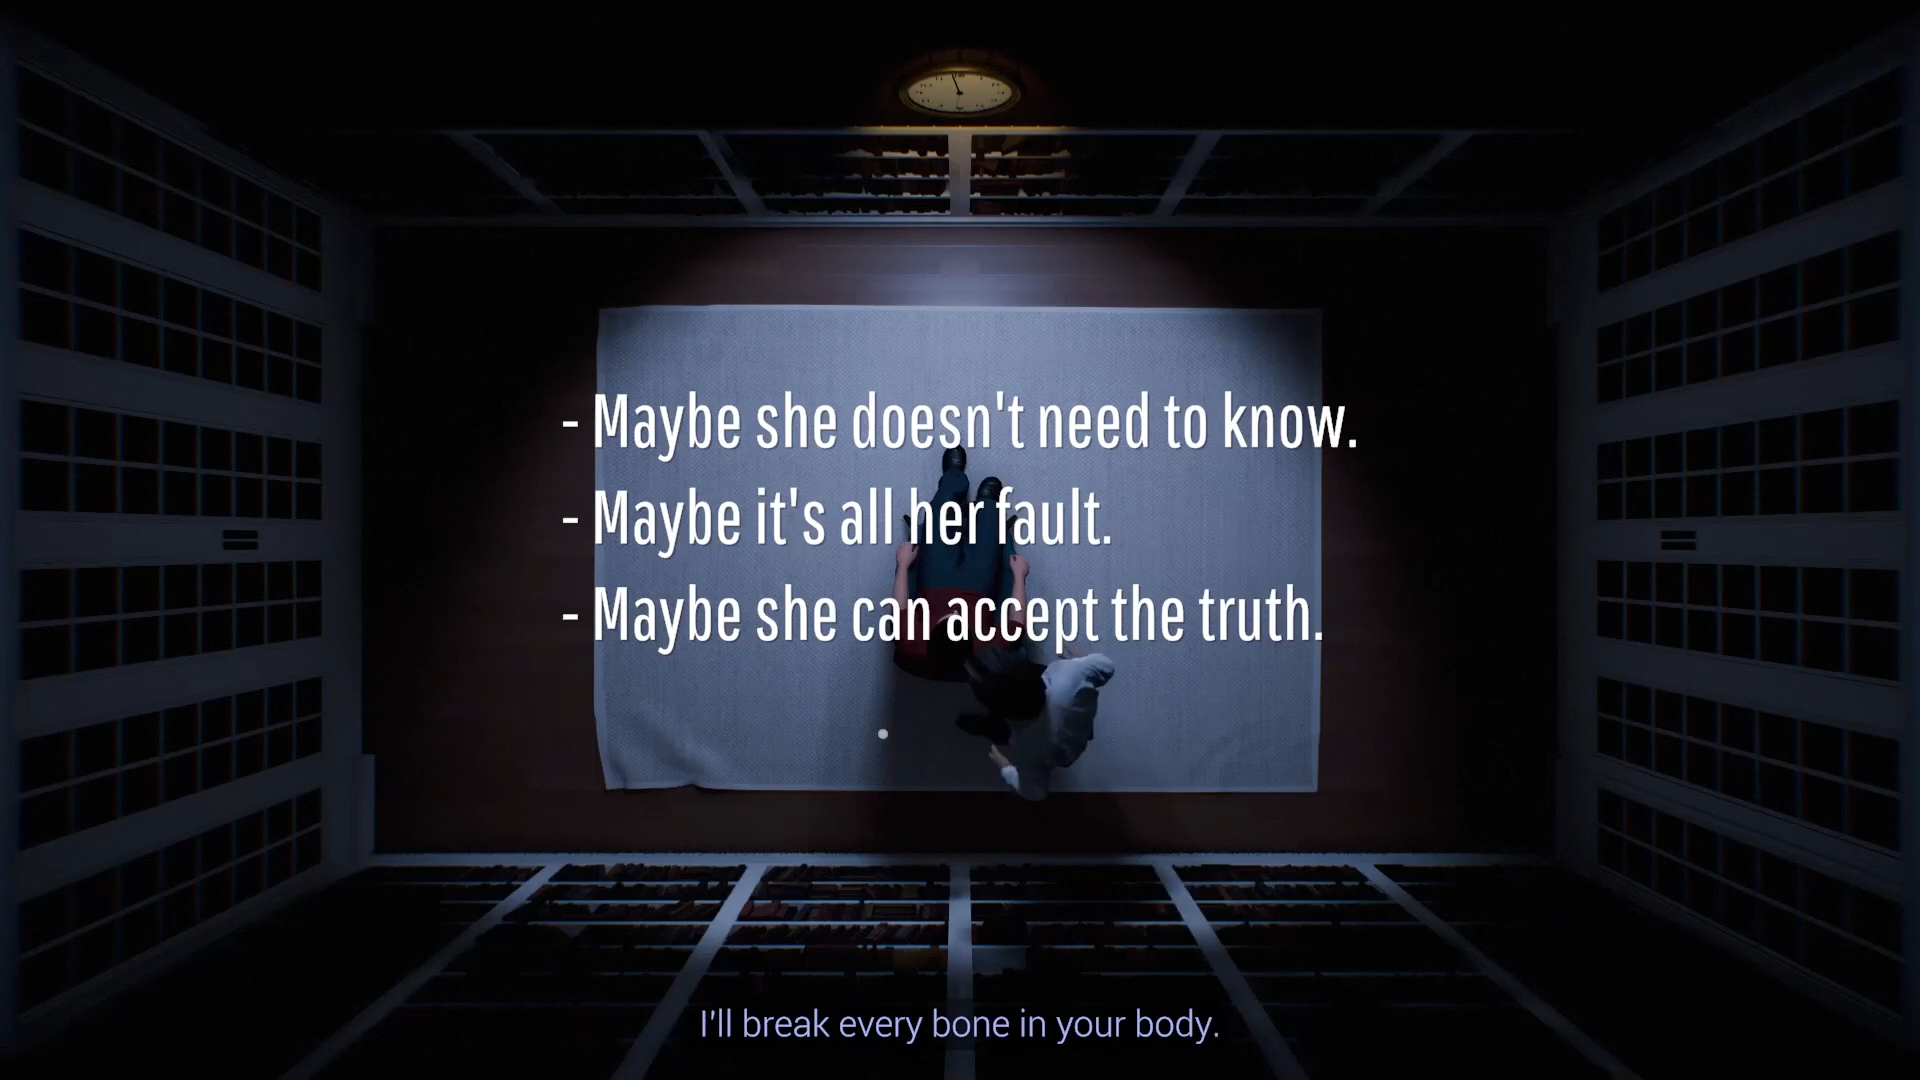 - Maybe she doesn't need to know.
- Maybe it's all her fault.
- Maybe she can accept the truth.
I'll break every bone in your body.